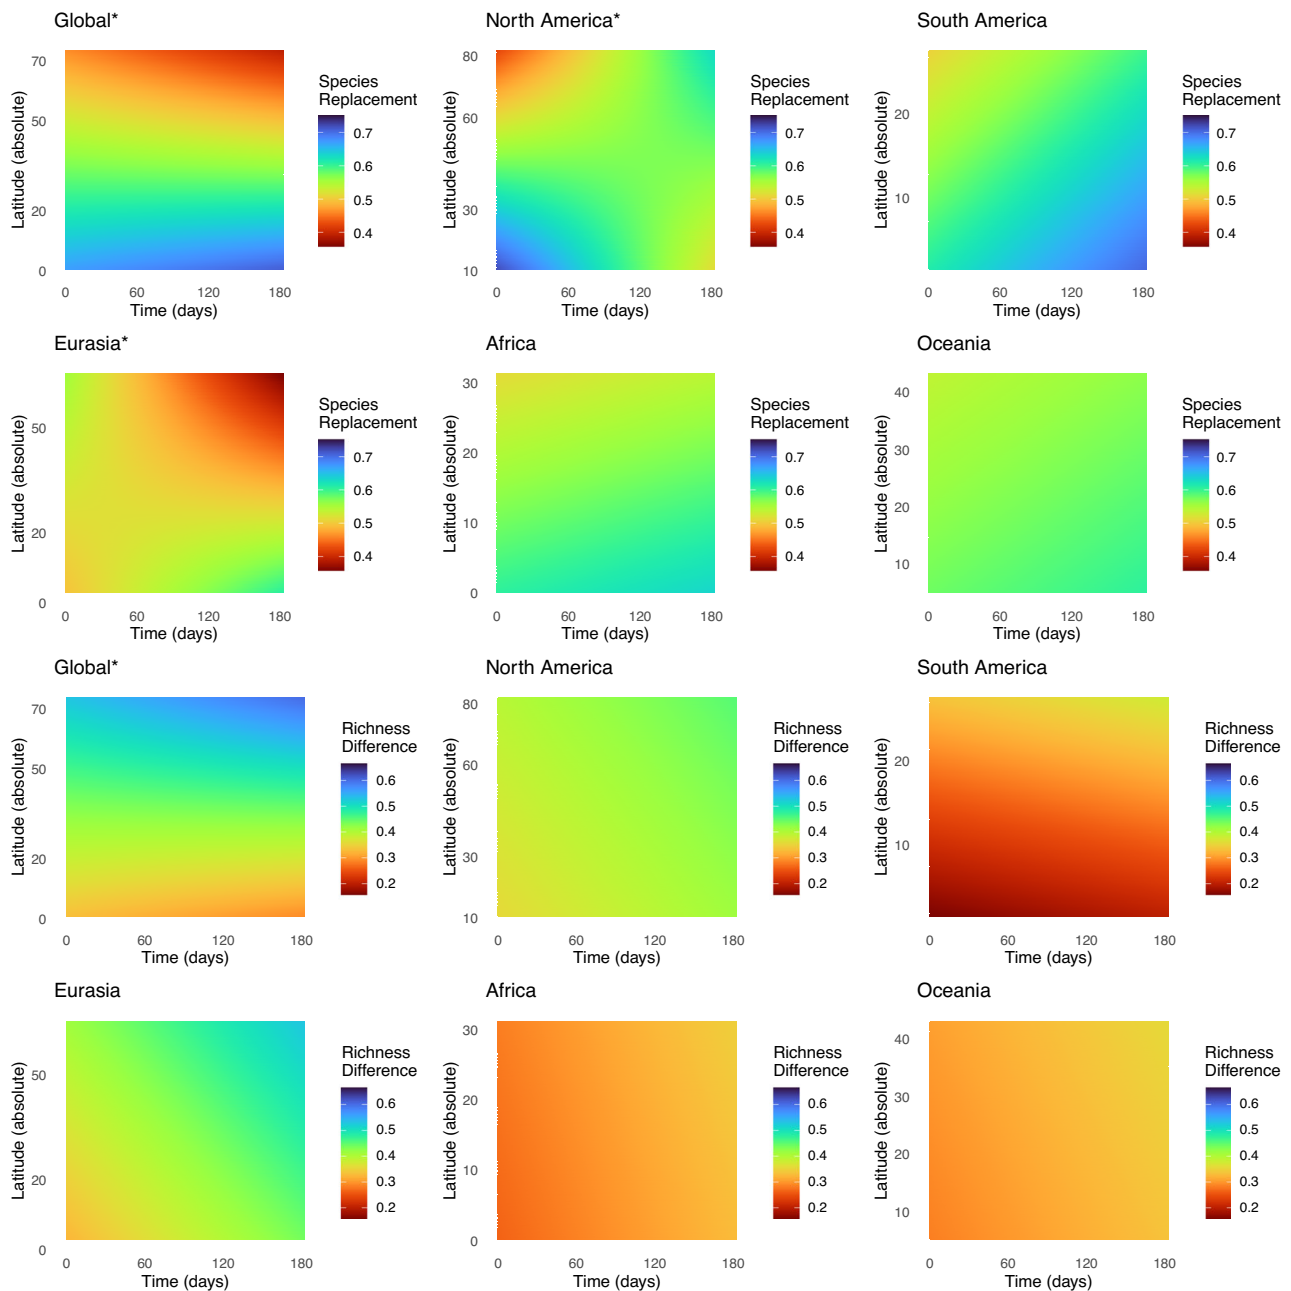 Global*
Latitude (absolute)
70
50
20
0
0 60 120 180
Time (days)
Species
Replacement
0.7
0.6
0.5
0.4
North America*
Latitude (absolute)
80
60
30
10
0 60 120 180
Time (days)
Species
Replacement
0.7
0.6
0.5
0.4
South America
Latitude (absolute)
20
10
0 60 120 180
Time (days)
Species
Replacement
0.7
0.6
0.5
0.4
Eurasia*
Latitude (absolute)
50
20
0
0 60 120 180
Time (days)
Species
Replacement
0.7
0.6
0.5
0.4
Africa
Latitude (absolute)
30
20
10
0
0 60 120 180
Time (days)
Species
Replacement
0.7
0.6
0.5
0.4
Oceania
Latitude (absolute)
40
30
20
10
0 60 120 180
Time (days)
Species
Replacement
0.7
0.6
0.5
0.4
Global*
Latitude (absolute)
70
50
20
0
0 60 120 180
Time (days)
Richness
Difference
0.6
0.5
0.4
0.3
0.2
North America
Latitude (absolute)
80
60
30
10
0 60 120 180
Time (days)
Richness
Difference
0.6
0.5
0.4
0.3
0.2
South America
Latitude (absolute)
20
10
0 60 120 180
Time (days)
Richness
Difference
0.6
0.5
0.4
0.3
0.2
Eurasia
Latitude (absolute)
50
20
0
0 60 120 180
Time (days)
Richness
Difference
0.6
0.5
0.4
0.3
0.2
Africa
Latitude (absolute)
30
20
10
0
0 60 120 180
Time (days)
Richness
Difference
0.6
0.5
0.4
0.3
0.2
Oceania
Latitude (absolute)
40
30
20
10
0 60 120 180
Time (days)
Richness
Difference
0.6
0.5
0.4
0.3
0.2